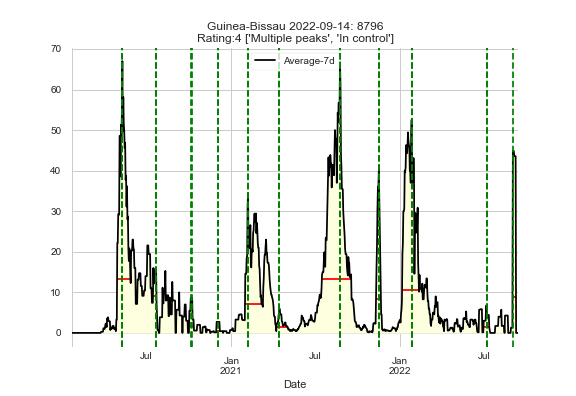 Guinea-Bissau 2022-09-14: 8796
Rating:4 ['Multiple peaks', 'In control']
Average-7d
70
60
50
40
30
20
10
0
Jul
Jan
2021
Jul
Jan
2022
Jul
Date